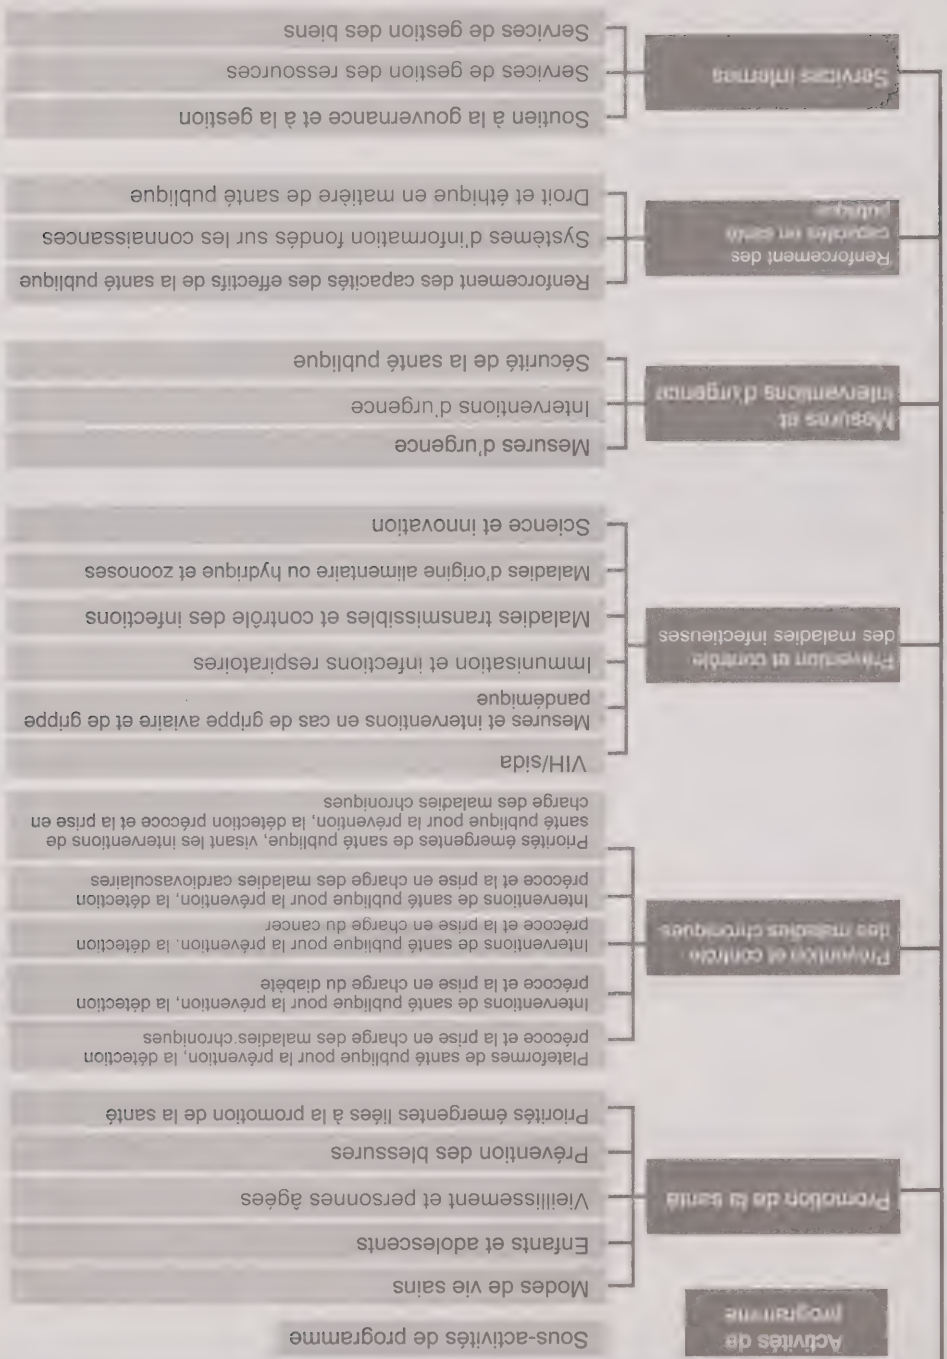 Activités de
programme
Sous-activités de programme
Promotion de la santé
Modes de vie sains
Enfants et adolescents
Vieillissement et personnes âgées
Prévention des blessures
Priorités émergentes liées à la promotion de la santé
Prévention et contrôle
des maladies chroniques
Plateformes de santé publique pour la prévention, la détection
précoce et la prise en charge des maladies chroniques
Interventions de santé publique pour la prévention, la détection
précoce et la prise en charge du diabète
Interventions de santé publique pour la prévention, la détection
précoce et la prise en charge du cancer
Interventions de santé publique pour la prévention, la détection
précoce et la prise en charge des maladies cardiovasculaires
Priorités émergentes de santé publique, visant les interventions de
santé publique pour la prévention, la détection précoce et la prise en
charge des maladies chroniques
Prévention et contrôle
des maladies infectieuses
VIH/sida
Mesures et interventions en cas de grippe aviaire et de grippe
pandémique
Immunisation et infections respiratoires
Maladies transmissibles et contrôle des infections
Maladies d'origine alimentaire ou hydrique et zoonoses
Science et innovation
Mesures et
interventions d'urgence
Mesures d'urgence
Interventions d'urgence
Sécurité de la santé publique
Renforcement des
capacités en santé
publique
Renforcement des capacités des effectifs de la santé publique
Systèmes d'information fondés sur les connaissances
Droit et éthique en matière de santé publique
Services internes
Soutien à la gouvernance et à la gestion
Services de gestion des ressources
Services de gestion des biens